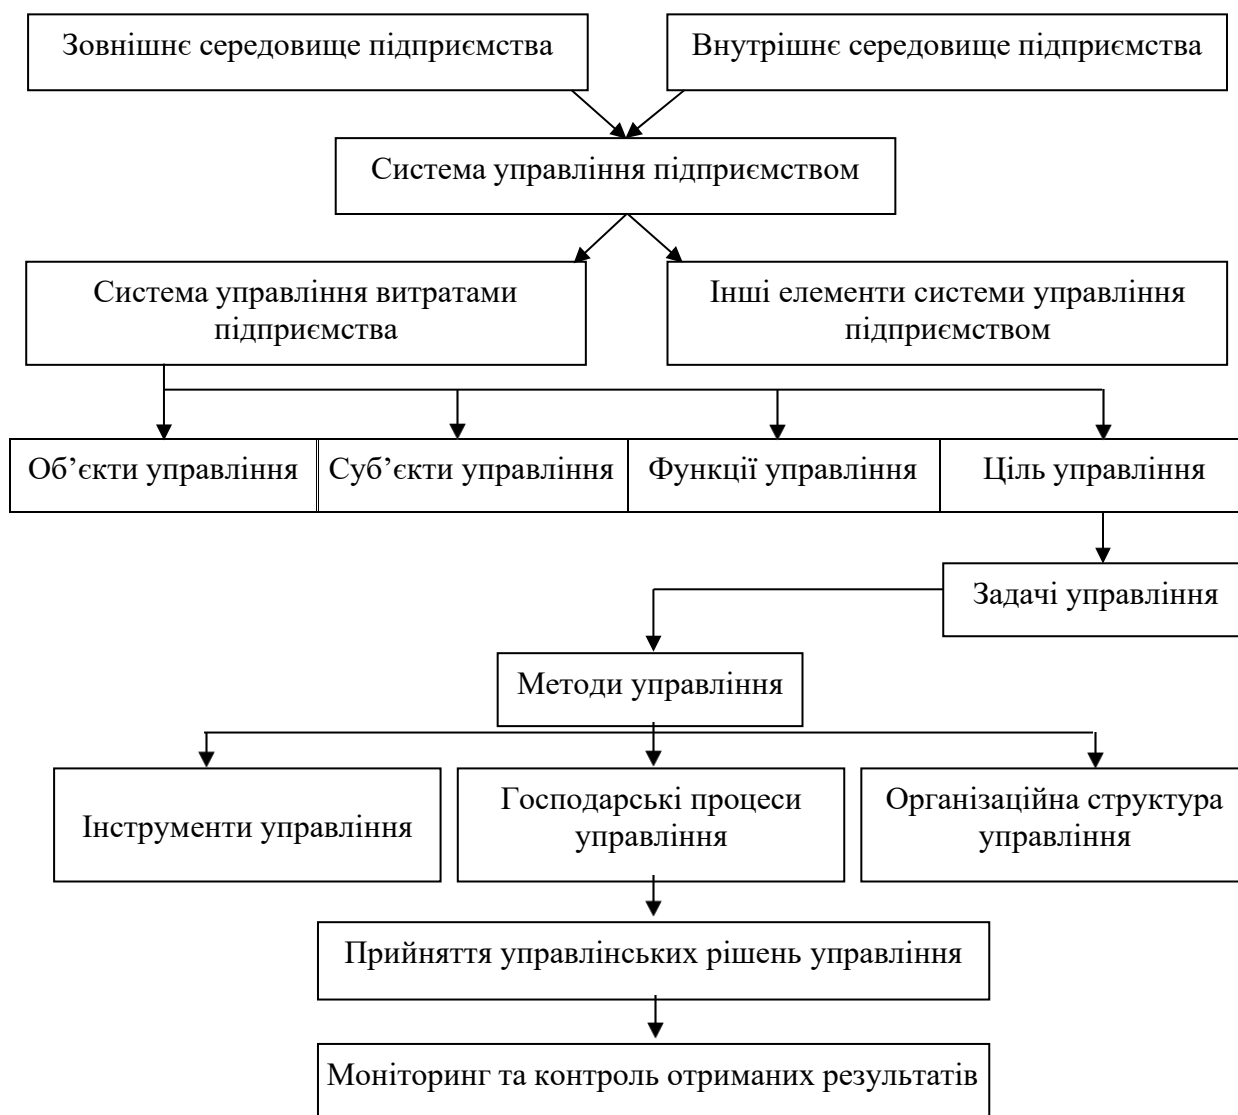 Зовнішнє середовище підприємства
Внутрішнє середовище підприємства
Система управління підприємством
Система управління витратами
підприємства
Інші елементи системи управління
підприємством
Об’єкти управління
Суб’єкти управління
Функції управління
Ціль управління
Задачі управління
Методи управління
Інструменти управління
Господарські процеси
управління
Організаційна структура
управління
Прийняття управлінських рішень управління
Моніторинг та контроль отриманих результатів